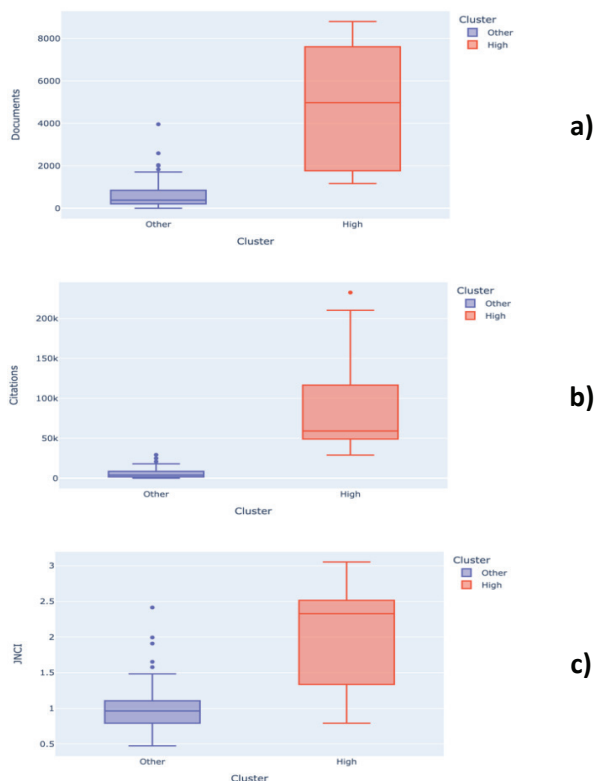 Cluster
Other
High
8000
6000
4000
2000
0
Documents
Other
High
Cluster
a)
Cluster
Other
High
200k
150k
100k
50k
0
Citations
Other
High
Cluster
b)
Cluster
Other
High
3
2.5
2
1.5
1
0.5
JNCI
Other
High
Cluster
c)